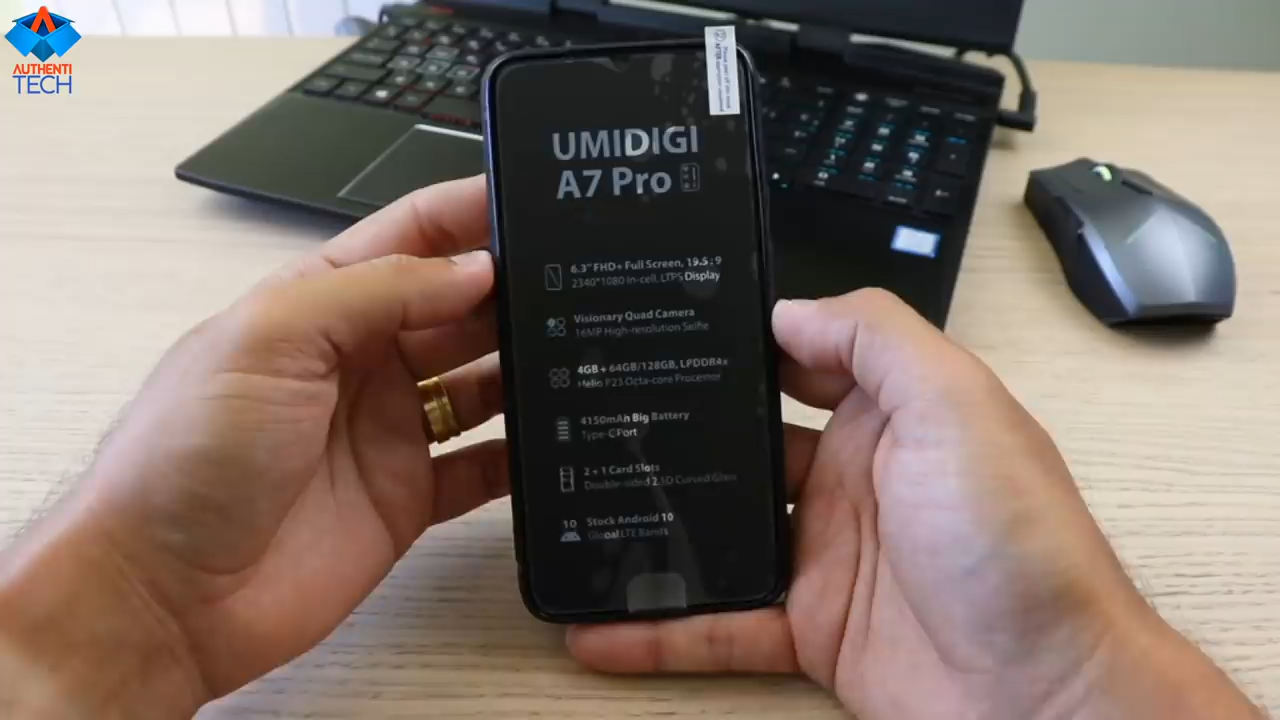 AUTHENTI
TECH
UMIDIGI
A7 Pro
6.3" FHD+ Full Screen, 19.5:9
2340*1080 In-cell, LTPS Display
Visionary Quad Camera
16MP High-resolution Selfie
4GB + 64GB/128GB, LPDDR4x
Helio P23 Octa-core Processor
4150mAh Big Battery
Type-C Port
2 + 1 Card Slots
Double-sided 2.5D Curved Glass
10
Stock Android 10
Global LTE Bands